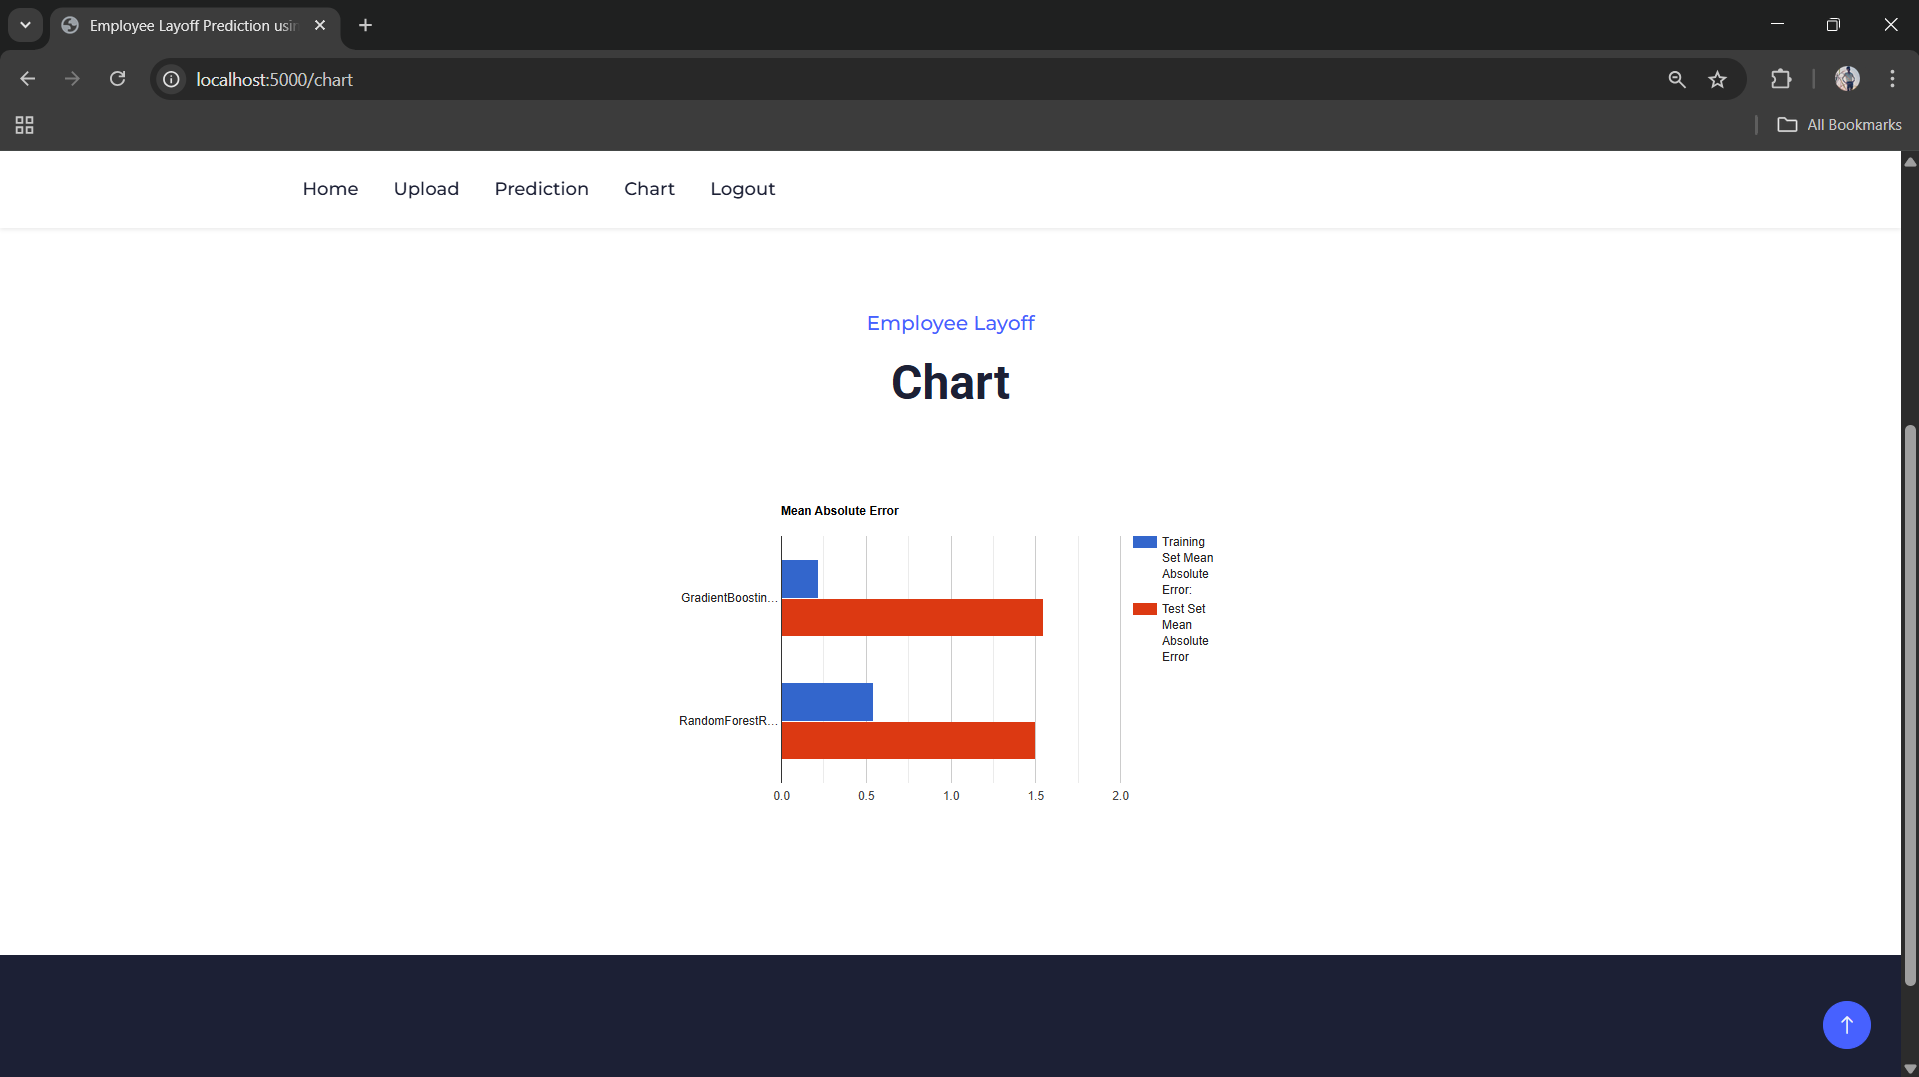 Employee Layoff Prediction usin
localhost:5000/chart
All Bookmarks
Home Upload Prediction Chart Logout
Employee Layoff
Chart
Mean Absolute Error
GradientBoostin...
RandomForestR...
0.0 0.5 1.0 1.5 2.0
Training
Set Mean
Absolute
Error:
Test Set
Mean
Absolute
Error